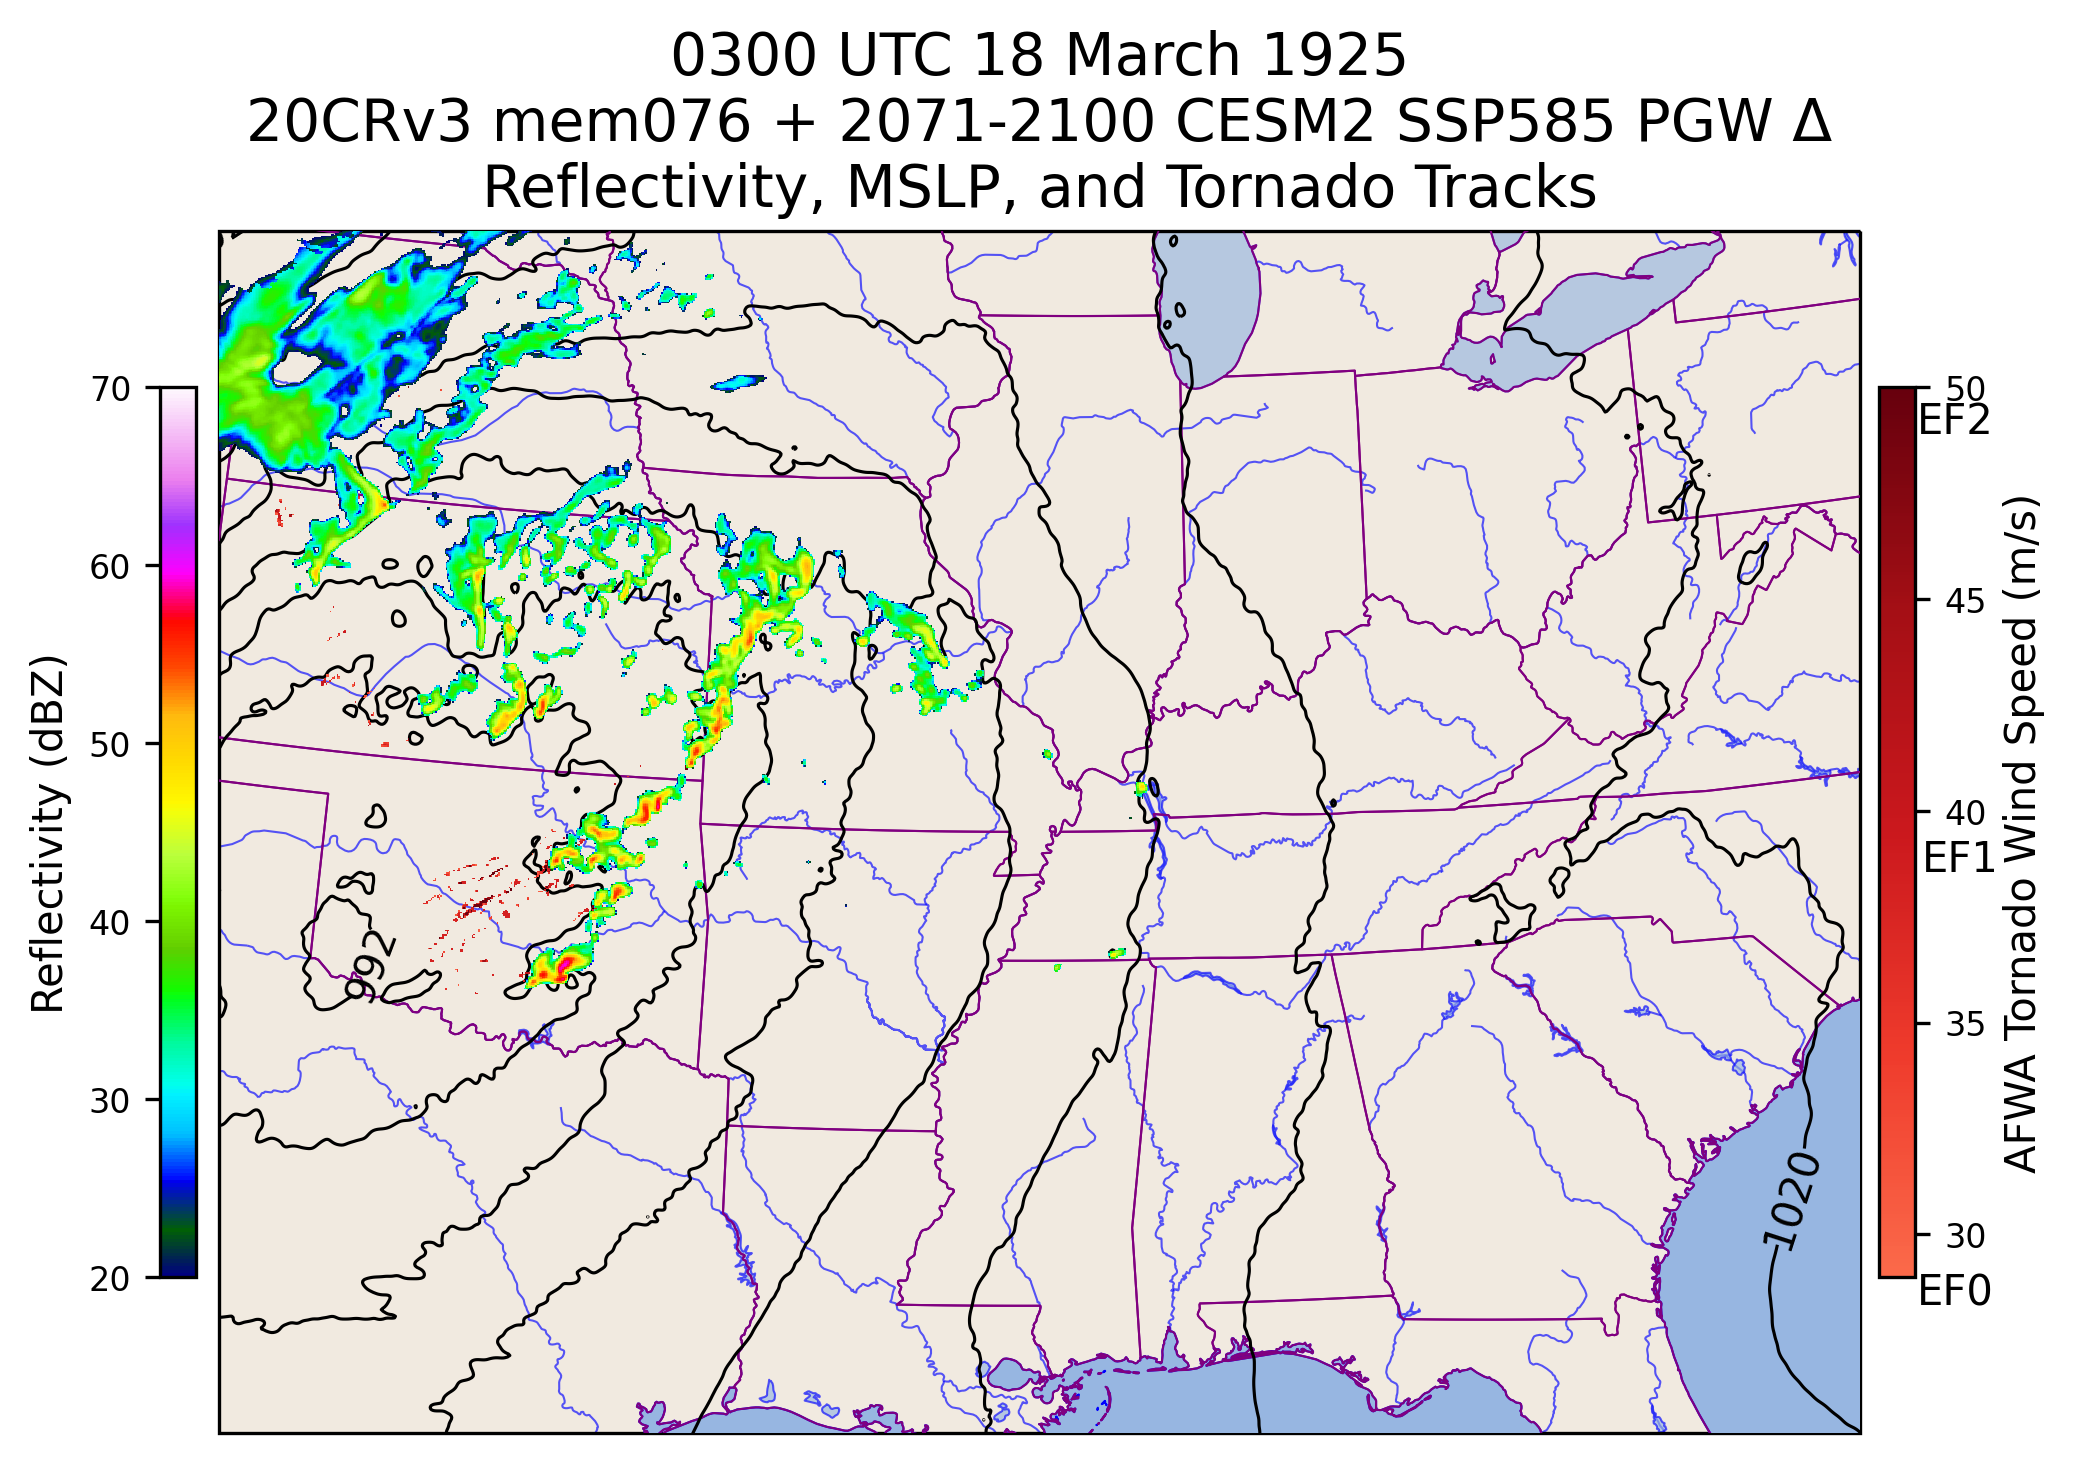 0300 UTC 18 March 1925
20CRv3 mem076 + 2071-2100 CESM2 SSP585 PGW Δ
Reflectivity, MSLP, and Tornado Tracks
Reflectivity (dBZ)
70
60
50
40
30
20
992
1020
50
EF2
45
40
EF1
35
30
EF0
AFWA Tornado Wind Speed (m/s)